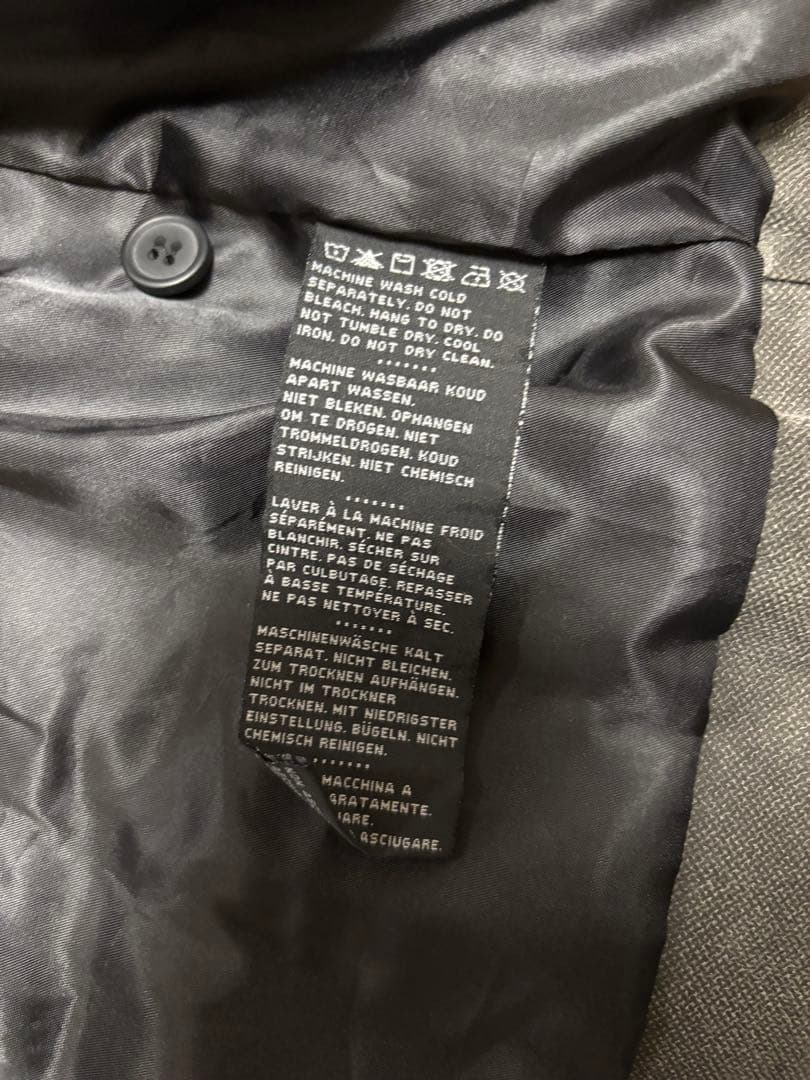 MACHINE WASH COLD
SEPARATELY. DO NOT
BLEACH. HANG TO DRY. DO
NOT TUMBLE DRY. COOL
IRON. DO NOT DRY CLEAN.
MACHINE WASBAAR KOUD
APART WASSEN.
NIET BLEKEN. OPHANGEN
OM TE DROGEN. NIET
TROMMELDROGEN. KOUD
STRIJKEN. NIET CHEMISCH
REINIGEN.
LAVER À LA MACHINE FROID
SÉPARÉMENT. NE PAS
BLANCHIR. SÉCHER SUR
CINTRE. PAS DE SÉCHAGE
PAR CULBUTAGE. REPASSER
À BASSE TEMPÉRATURE.
NE PAS NETTOYER À SEC.
MASCHINENWÄSCHE KALT
SEPARAT. NICHT BLEICHEN.
ZUM TROCKNEN AUFHÄNGEN.
NICHT IM TROCKNER
TROCKNEN. MIT NIEDRIGSTER
EINSTELLUNG. BÜGELN. NICHT
CHEMISCH REINIGEN.
MACCHINA A
ARATAMENTE.
IARE.
ASCIUGARE.